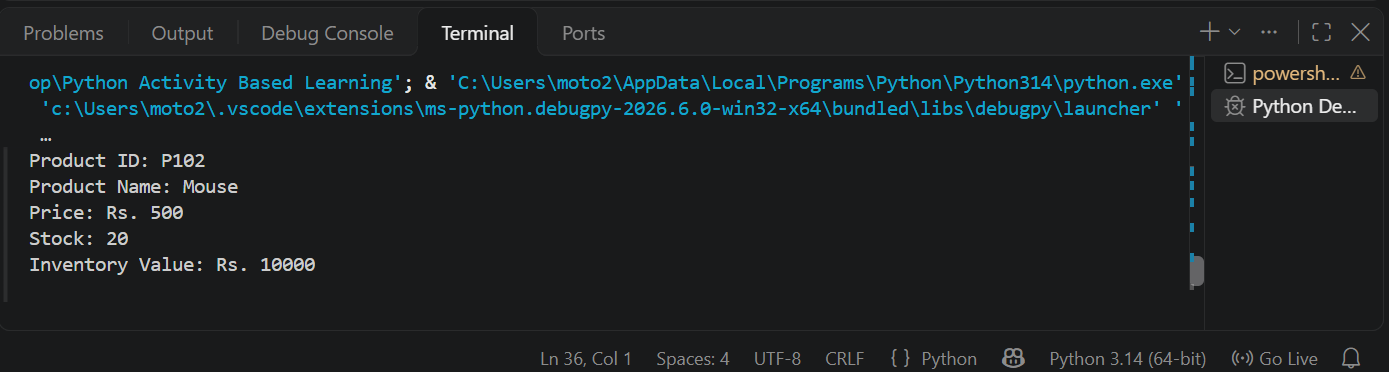 Problems Output Debug Console Terminal Ports
op\Python Activity Based Learning'; & 'C:\Users\moto2\AppData\Local\Programs\Python\Python314\python.exe'
'c:\Users\moto2\.vscode\extensions\ms-python.debugpy-2026.6.0-win32-x64\bundled\libs\debugpy\launcher' '
…
Product ID: P102
Product Name: Mouse
Price: Rs. 500
Stock: 20
Inventory Value: Rs. 10000
powersh...
Python De...
Ln 36, Col 1 Spaces: 4 UTF-8 CRLF { } Python Python 3.14 (64-bit) Go Live